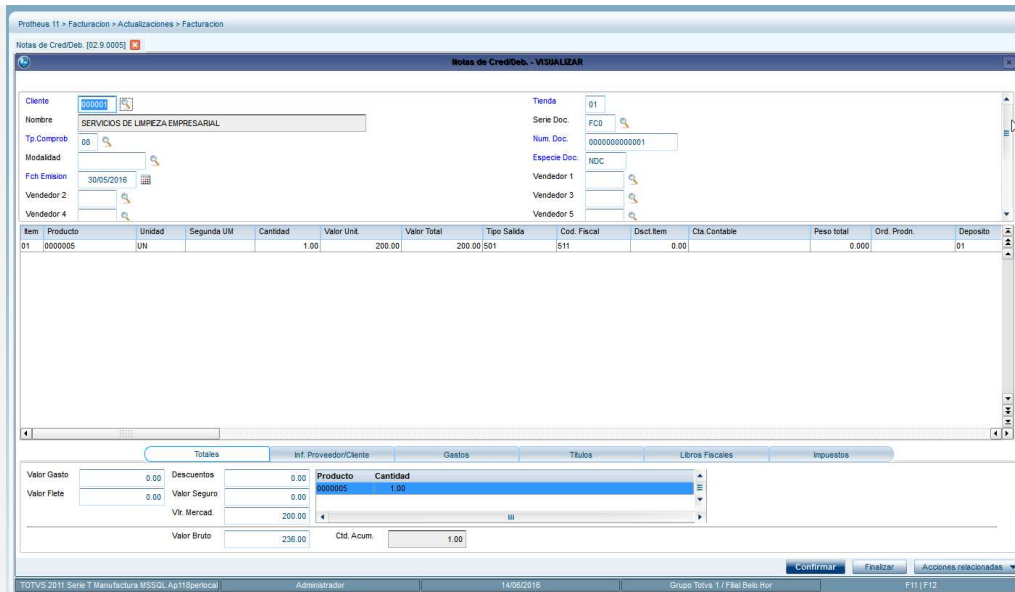 Protheus 11 > Facturacion > Actualizaciones > Facturacion
Notas de Cred/Deb. [02.9.0005]
Notas de Cred/Deb. - VISUALIZAR
Cliente 000001 Tienda 01
Nombre SERVICIOS DE LIMPIEZA EMPRESARIAL Serie Doc. FC0
Tp.Comprob 08 Num. Doc. 0000000000001
Modalidad Especie Doc. NDC
Fch Emision 30/05/2016 Vendedor 1
Vendedor 2 Vendedor 3
Vendedor 4 Vendedor 5
Item Producto Unidad Segunda UM Cantidad Valor Unit. Valor Total Tipo Salida Cod. Fiscal Dsct.Item Cta.Contable Peso total Ord. Prodn. Deposito
01 0000005 UN 1.00 200.00 200.00 501 511 0.00 0.000 01
Totales Inf. Proveedor/Cliente Gastos Titulos Libros Fiscales Impuestos
Valor Gasto 0.00 Descuentos 0.00 Producto Cantidad
Valor Flete 0.00 Valor Seguro 0.00 0000005 1.00
Vlr. Mercad. 200.00
Valor Bruto 236.00 Ctd. Acum. 1.00
Confirmar Finalizar Acciones relacionadas
TOTVS 2011 Serie T Manufactura MSSQL Ap118perlocal Administrador 14/06/2016 Grupo Totvs 1 / Filial Belo Hor F11 | F12